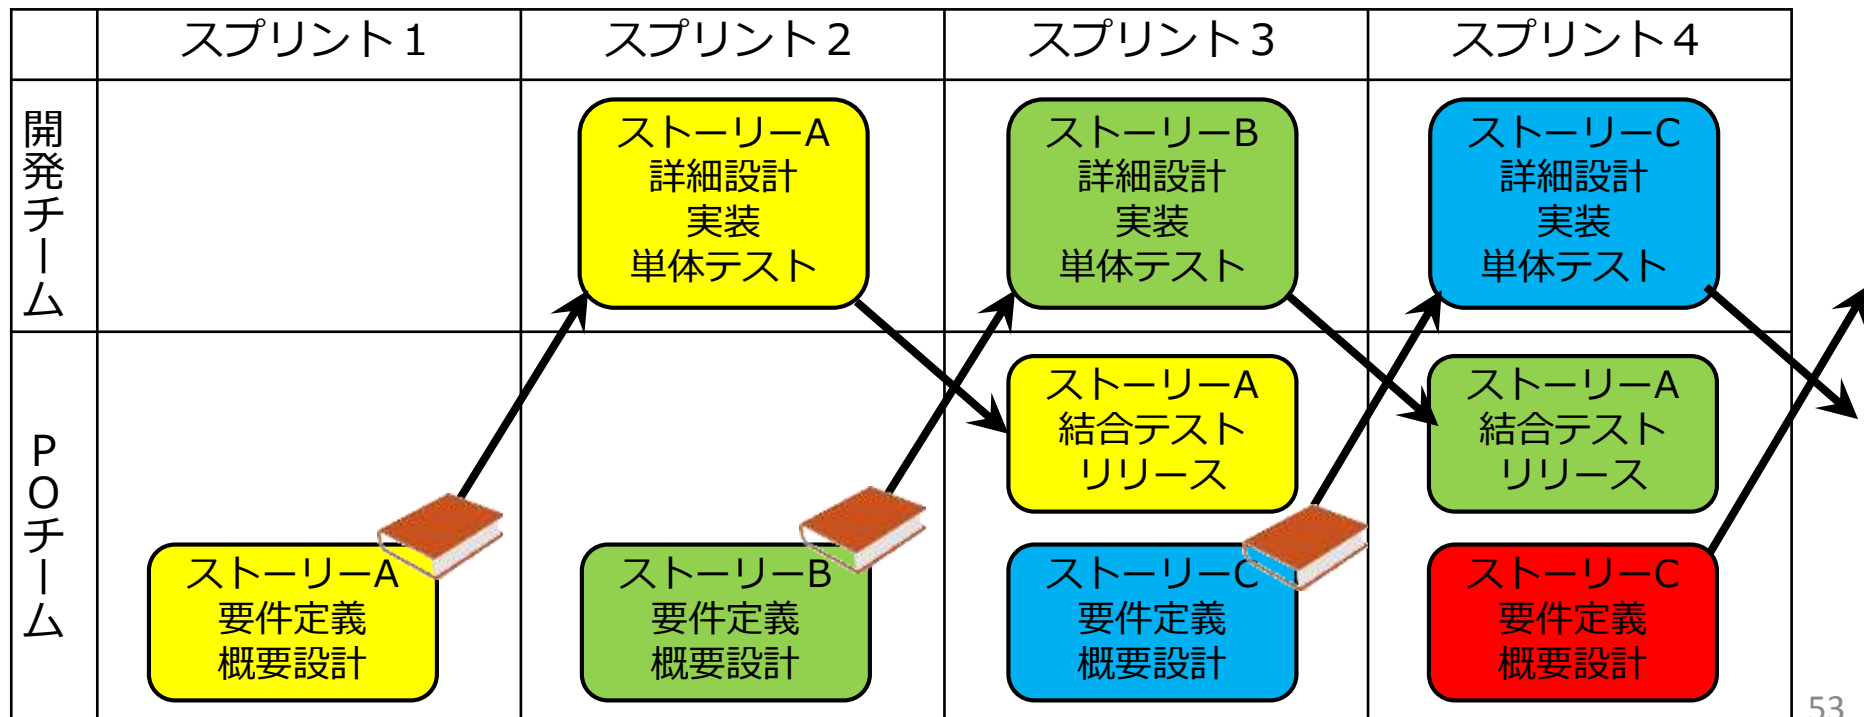 スプリント1
スプリント2
スプリント3
スプリント4
開発チーム
ストーリーA
詳細設計
実装
単体テスト
ストーリーB
詳細設計
実装
単体テスト
ストーリーC
詳細設計
実装
単体テスト
POチーム
ストーリーA
結合テスト
リリース
ストーリーA
結合テスト
リリース
ストーリーA
要件定義
概要設計
ストーリーB
要件定義
概要設計
ストーリーC
要件定義
概要設計
ストーリーC
要件定義
概要設計
53